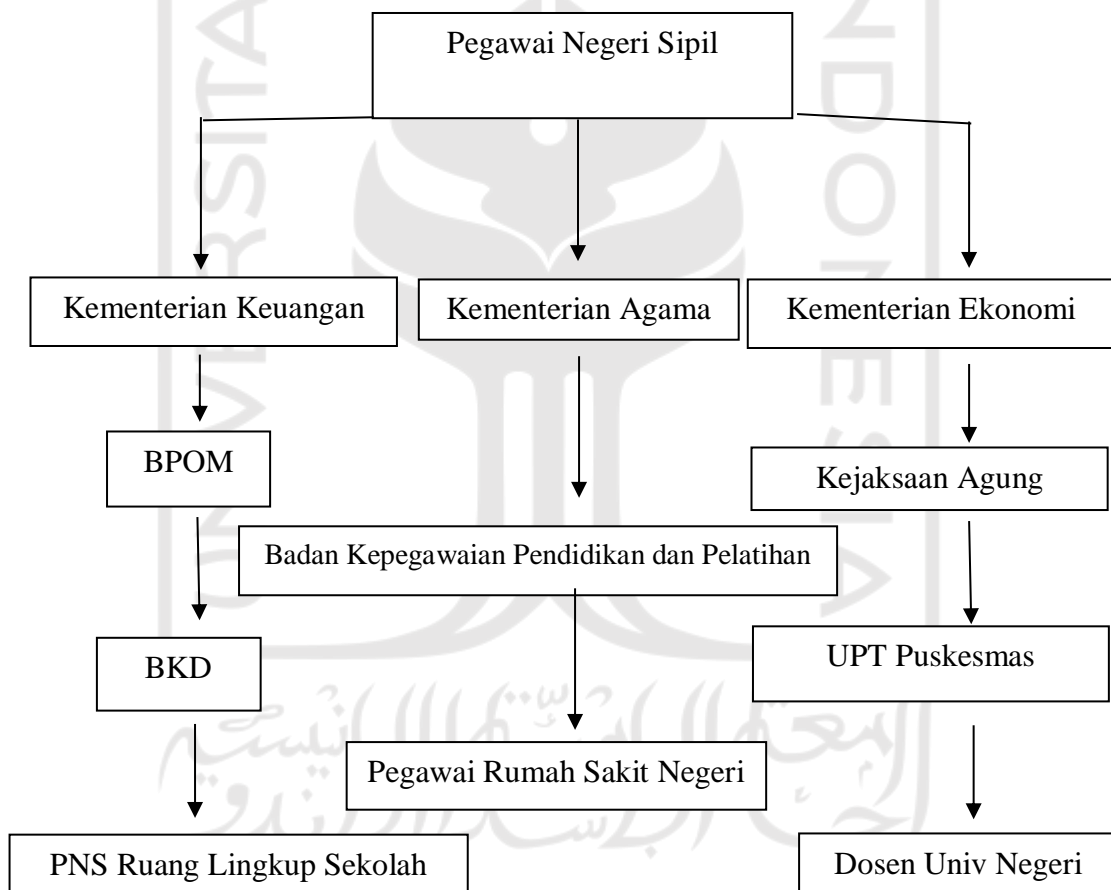 Pegawai Negeri Sipil
Kementerian Keuangan
Kementerian Agama
Kementerian Ekonomi
BPOM
Kejaksaan Agung
Badan Kepegawaian Pendidikan dan Pelatihan
BKD
UPT Puskesmas
Pegawai Rumah Sakit Negeri
PNS Ruang Lingkup Sekolah
Dosen Univ Negeri